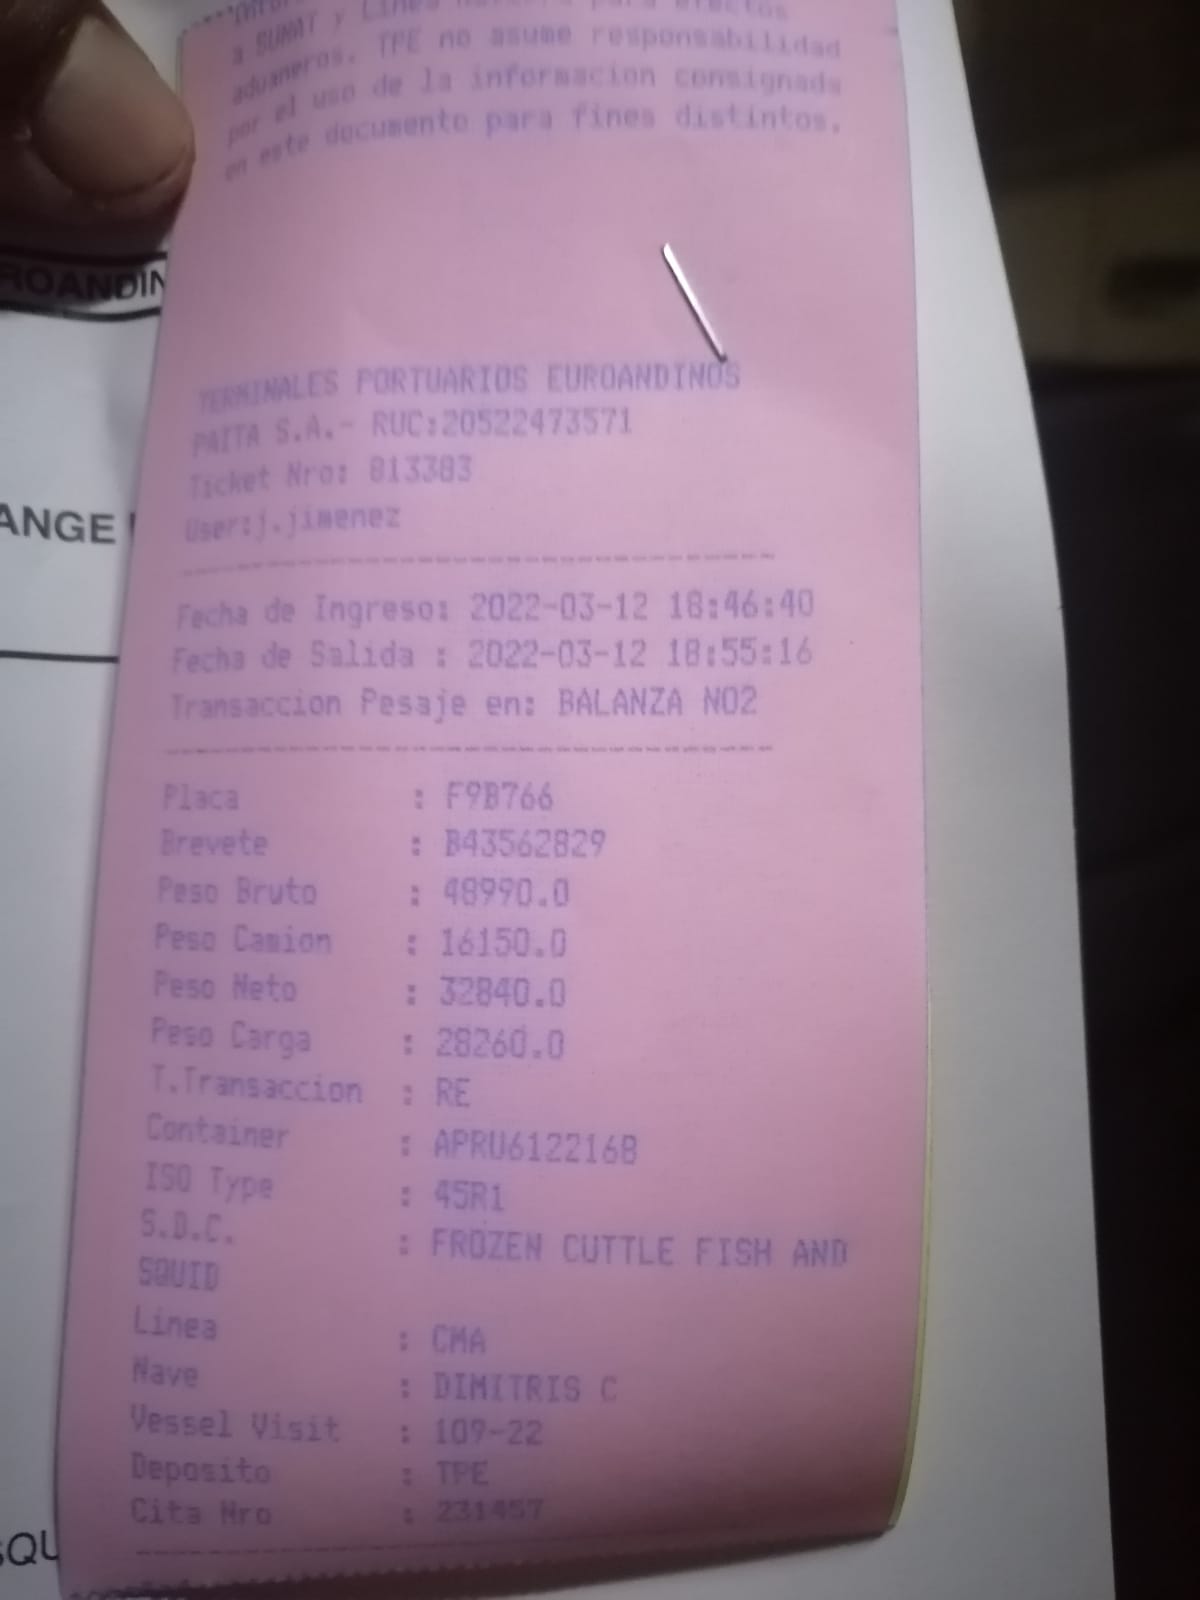 a SUNAT y Linea para efectos
aduaneros. TPE no asume responsabilidad
por el uso de la informacion consignada
en este documento para fines distintos.
TERMINALES PORTUARIOS EUROANDINOS
PAITA S.A.- RUC:20522473571
Ticket Nro: 813383
User:j.jimenez
Fecha de Ingreso: 2022-03-12 18:46:40
Fecha de Salida : 2022-03-12 18:55:16
Transaccion Pesaje en: BALANZA NO2
Placa : F9B766
Brevete : B43562829
Peso Bruto : 48990.0
Peso Camion : 16150.0
Peso Neto : 32840.0
Peso Carga : 28260.0
T.Transaccion : RE
Container : APRU6122168
ISO Type : 45R1
S.D.C. : FROZEN CUTTLE FISH AND
SQUID
Linea : CMA
Nave : DIMITRIS C
Vessel Visit : 109-22
Deposito : TPE
Cita Nro : 231457
ROANDIN
ANGE
SQU